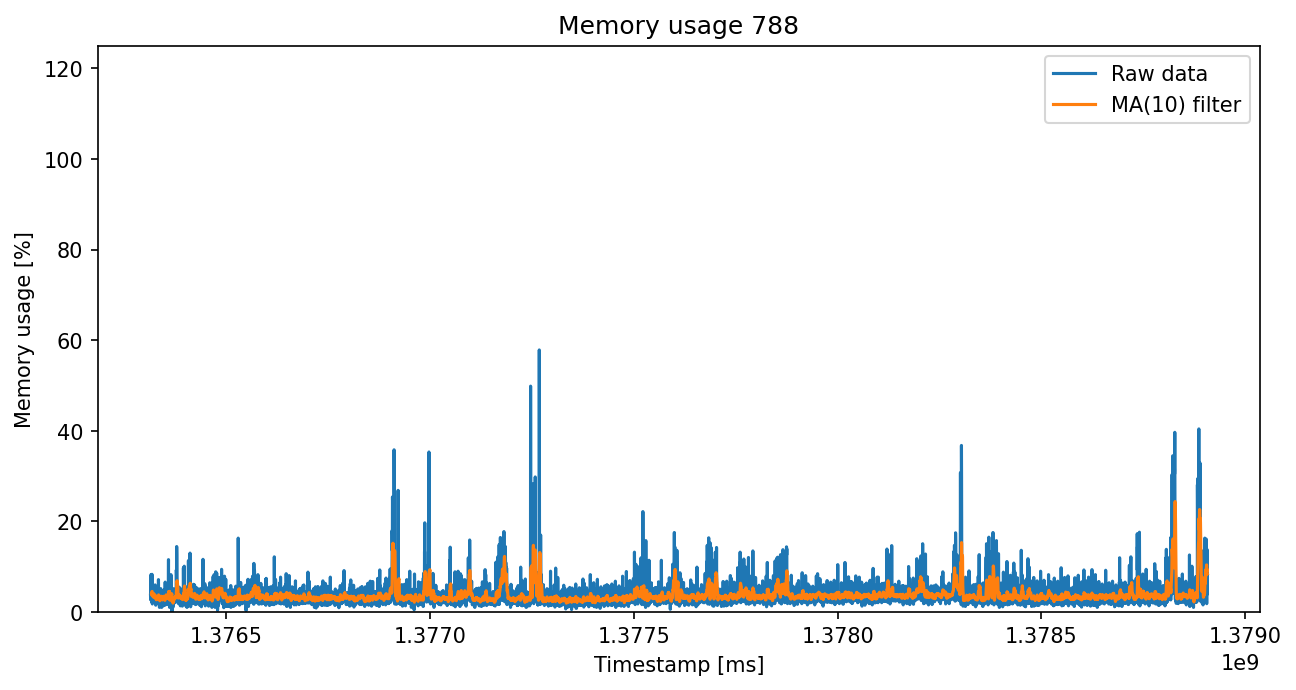 Memory usage 788
Raw data
MA(10) filter
Memory usage [%]
120
100
80
60
40
20
0
1.3765 1.3770 1.3775 1.3780 1.3785 1.3790
1e9
Timestamp [ms]